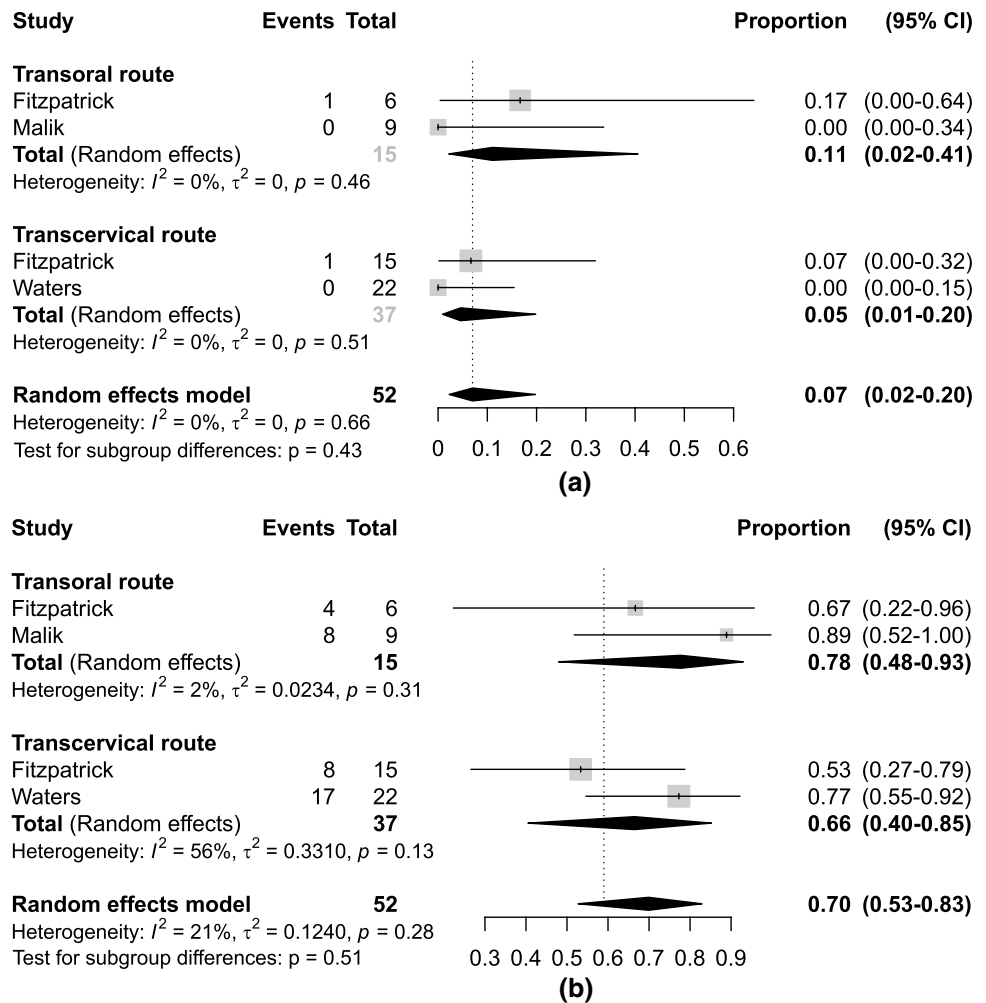 Study Events Total Proportion (95% CI)
Transoral route
Fitzpatrick 1 6 0.17 (0.00-0.64)
Malik 0 9 0.00 (0.00-0.34)
Total (Random effects) 15 0.11 (0.02-0.41)
Heterogeneity: I² = 0%, τ² = 0, p = 0.46
Transcervical route
Fitzpatrick 1 15 0.07 (0.00-0.32)
Waters 0 22 0.00 (0.00-0.15)
Total (Random effects) 37 0.05 (0.01-0.20)
Heterogeneity: I² = 0%, τ² = 0, p = 0.51
Random effects model 52 0.07 (0.02-0.20)
Heterogeneity: I² = 0%, τ² = 0, p = 0.66
Test for subgroup differences: p = 0.43
0 0.1 0.2 0.3 0.4 0.5 0.6
(a)
Study Events Total Proportion (95% CI)
Transoral route
Fitzpatrick 4 6 0.67 (0.22-0.96)
Malik 8 9 0.89 (0.52-1.00)
Total (Random effects) 15 0.78 (0.48-0.93)
Heterogeneity: I² = 2%, τ² = 0.0234, p = 0.31
Transcervical route
Fitzpatrick 8 15 0.53 (0.27-0.79)
Waters 17 22 0.77 (0.55-0.92)
Total (Random effects) 37 0.66 (0.40-0.85)
Heterogeneity: I² = 56%, τ² = 0.3310, p = 0.13
Random effects model 52 0.70 (0.53-0.83)
Heterogeneity: I² = 21%, τ² = 0.1240, p = 0.28
Test for subgroup differences: p = 0.51
0.3 0.4 0.5 0.6 0.7 0.8 0.9
(b)